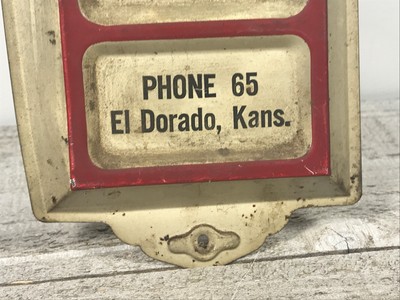 PHONE 65
El Dorado, Kans.